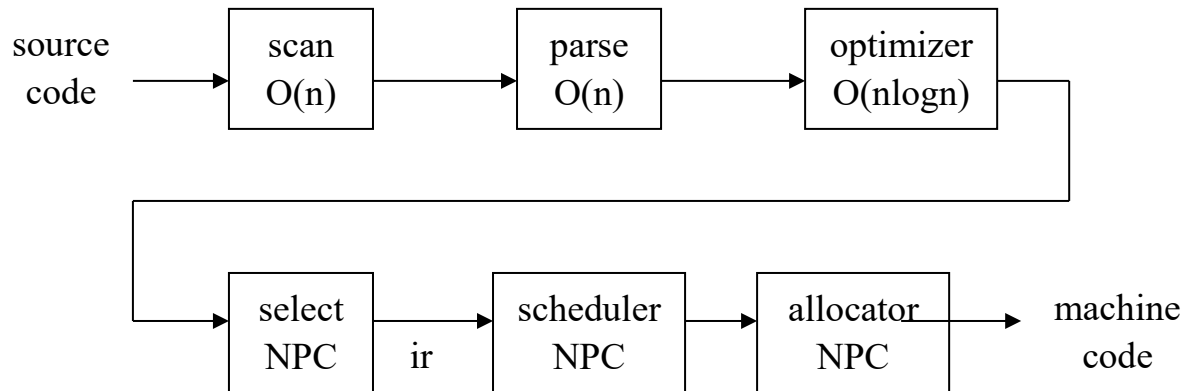 source
code
scan
O(n)
parse
O(n)
optimizer
O(nlogn)
select
NPC
ir
scheduler
NPC
allocator
NPC
machine
code